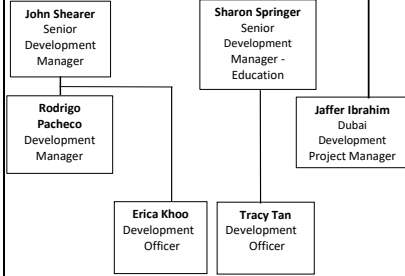 John Shearer
Senior
Development
Manager
Sharon Springer
Senior
Development
Manager -
Education
Rodrigo
Pacheco
Development
Manager
Jaffer Ibrahim
Dubai
Development
Project Manager
Erica Khoo
Development
Officer
Tracy Tan
Development
Officer